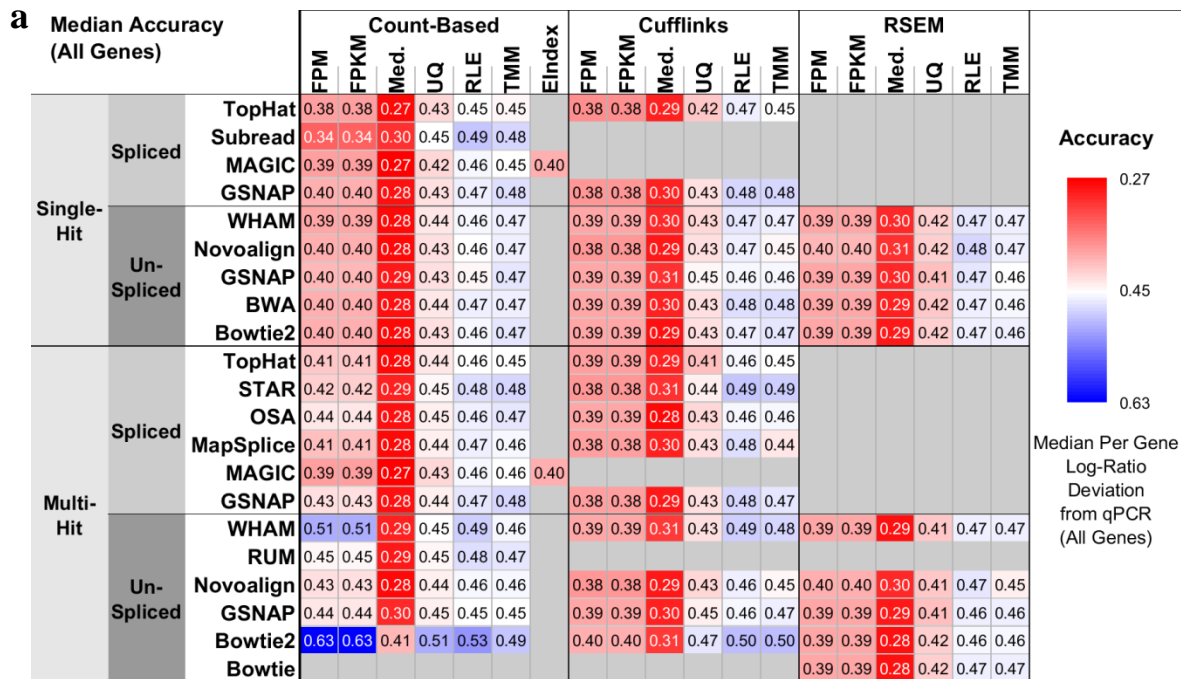 a
Median Accuracy
(All Genes)
Count-Based Cufflinks RSEM
FPM FPKM Med. UQ RLE TMM EIndex FPM FPKM Med. UQ RLE TMM FPM FPKM Med. UQ RLE TMM
Single-Hit
Spliced
TopHat 0.38 0.38 0.27 0.43 0.45 0.45 0.38 0.38 0.29 0.42 0.47 0.45
Subread 0.34 0.34 0.30 0.45 0.49 0.48
MAGIC 0.39 0.39 0.27 0.42 0.46 0.45 0.40
GSNAP 0.40 0.40 0.28 0.43 0.47 0.48 0.38 0.38 0.30 0.43 0.48 0.48
Un-Spliced
WHAM 0.39 0.39 0.28 0.44 0.46 0.47 0.39 0.39 0.30 0.43 0.47 0.47 0.39 0.39 0.30 0.42 0.47 0.47
Novoalign 0.40 0.40 0.28 0.43 0.46 0.47 0.38 0.38 0.29 0.43 0.47 0.45 0.40 0.40 0.31 0.42 0.48 0.47
GSNAP 0.40 0.40 0.29 0.43 0.45 0.47 0.39 0.39 0.31 0.45 0.46 0.46 0.39 0.39 0.30 0.41 0.47 0.46
BWA 0.40 0.40 0.28 0.44 0.47 0.47 0.39 0.39 0.30 0.43 0.48 0.48 0.39 0.39 0.29 0.42 0.47 0.46
Bowtie2 0.40 0.40 0.28 0.43 0.46 0.47 0.39 0.39 0.29 0.43 0.47 0.47 0.39 0.39 0.29 0.42 0.47 0.46
Multi-Hit
Spliced
TopHat 0.41 0.41 0.28 0.44 0.46 0.45 0.39 0.39 0.29 0.41 0.46 0.45
STAR 0.42 0.42 0.29 0.45 0.48 0.48 0.38 0.38 0.31 0.44 0.49 0.49
OSA 0.44 0.44 0.28 0.45 0.46 0.47 0.39 0.39 0.28 0.43 0.46 0.46
MapSplice 0.41 0.41 0.28 0.44 0.47 0.46 0.38 0.38 0.30 0.43 0.48 0.44
MAGIC 0.39 0.39 0.27 0.43 0.46 0.46 0.40
GSNAP 0.43 0.43 0.28 0.44 0.47 0.48 0.38 0.38 0.29 0.43 0.48 0.47
Un-Spliced
WHAM 0.51 0.51 0.29 0.45 0.49 0.46 0.39 0.39 0.31 0.43 0.49 0.48 0.39 0.39 0.29 0.41 0.47 0.47
RUM 0.45 0.45 0.29 0.45 0.48 0.47
Novoalign 0.43 0.43 0.28 0.44 0.46 0.46 0.38 0.38 0.29 0.43 0.46 0.45 0.40 0.40 0.30 0.41 0.47 0.45
GSNAP 0.44 0.44 0.30 0.45 0.45 0.45 0.39 0.39 0.30 0.45 0.46 0.47 0.39 0.39 0.29 0.41 0.46 0.46
Bowtie2 0.63 0.63 0.41 0.51 0.53 0.49 0.40 0.40 0.31 0.47 0.50 0.50 0.39 0.39 0.28 0.42 0.46 0.46
Bowtie 0.39 0.39 0.28 0.42 0.47 0.47
Accuracy
0.27
0.45
0.63
Median Per Gene
Log-Ratio
Deviation
from qPCR
(All Genes)